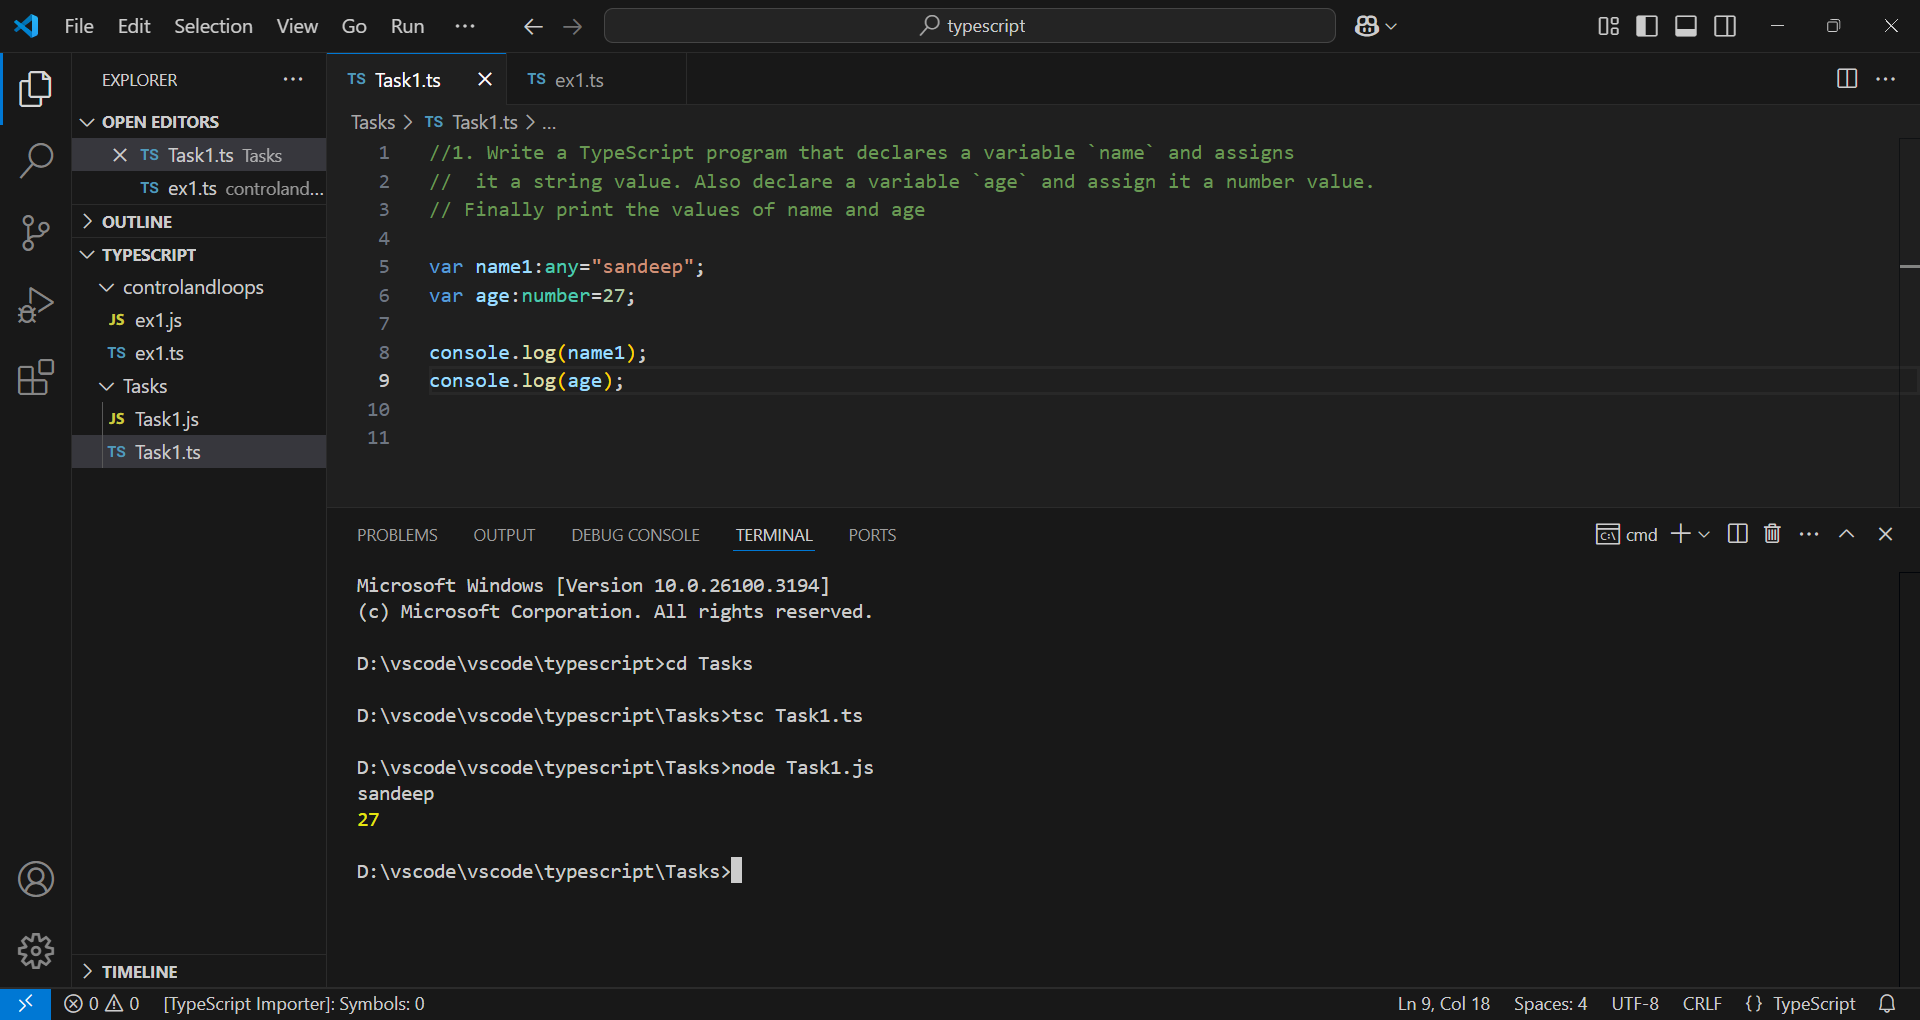 File Edit Selection View Go Run ...
typescript
EXPLORER ...
OPEN EDITORS
TS Task1.ts Tasks
TS ex1.ts controland...
OUTLINE
TYPESCRIPT
controlandloops
JS ex1.js
TS ex1.ts
Tasks
JS Task1.js
TS Task1.ts
TIMELINE
TS Task1.ts
TS ex1.ts
Tasks > TS Task1.ts > ...
1 //1. Write a TypeScript program that declares a variable `name` and assigns
2 //  it a string value. Also declare a variable `age` and assign it a number value.
3 // Finally print the values of name and age
4
5 var name1:any="sandeep";
6 var age:number=27;
7
8 console.log(name1);
9 console.log(age);
10
11
PROBLEMS OUTPUT DEBUG CONSOLE TERMINAL PORTS
cmd
Microsoft Windows [Version 10.0.26100.3194]
(c) Microsoft Corporation. All rights reserved.
D:\vscode\vscode\typescript>cd Tasks
D:\vscode\vscode\typescript\Tasks>tsc Task1.ts
D:\vscode\vscode\typescript\Tasks>node Task1.js
sandeep
27
D:\vscode\vscode\typescript\Tasks>
0 0 [TypeScript Importer]: Symbols: 0
Ln 9, Col 18 Spaces: 4 UTF-8 CRLF {} TypeScript